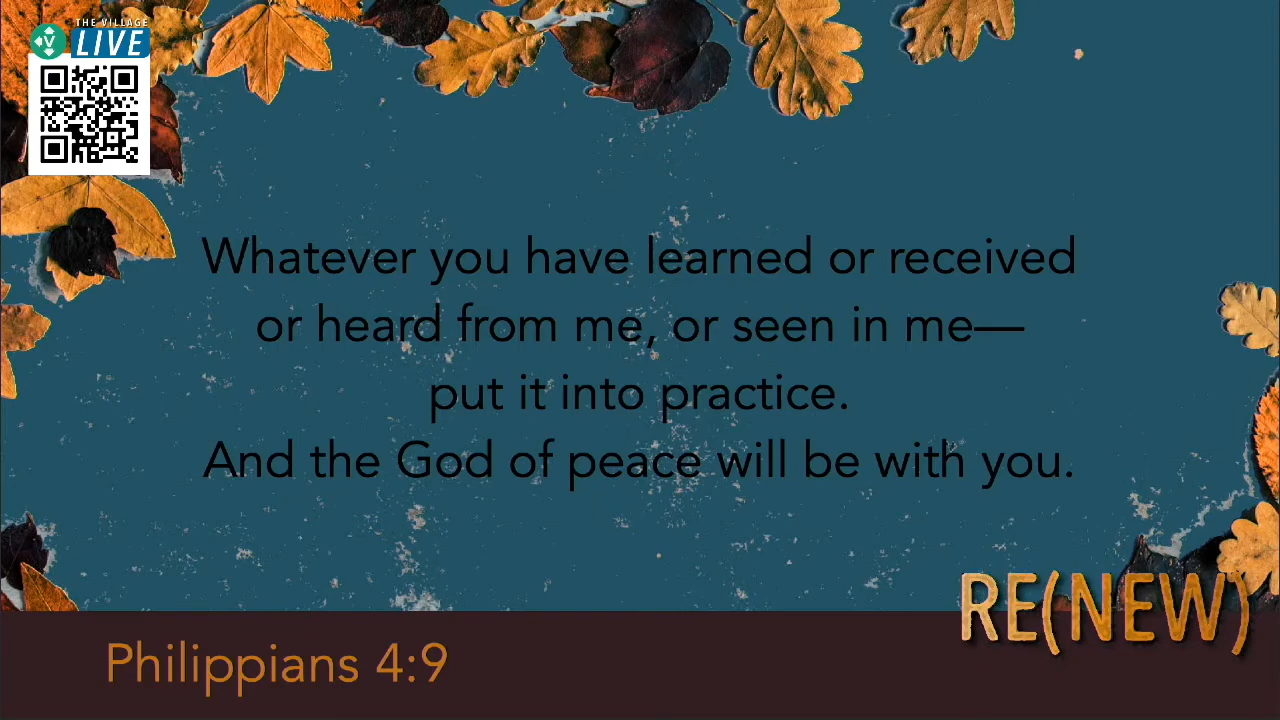 THE VILLAGE
V LIVE
Whatever you have learned or received
or heard from me, or seen in me—
put it into practice.
And the God of peace will be with you.
RE(NEW)
Philippians 4:9